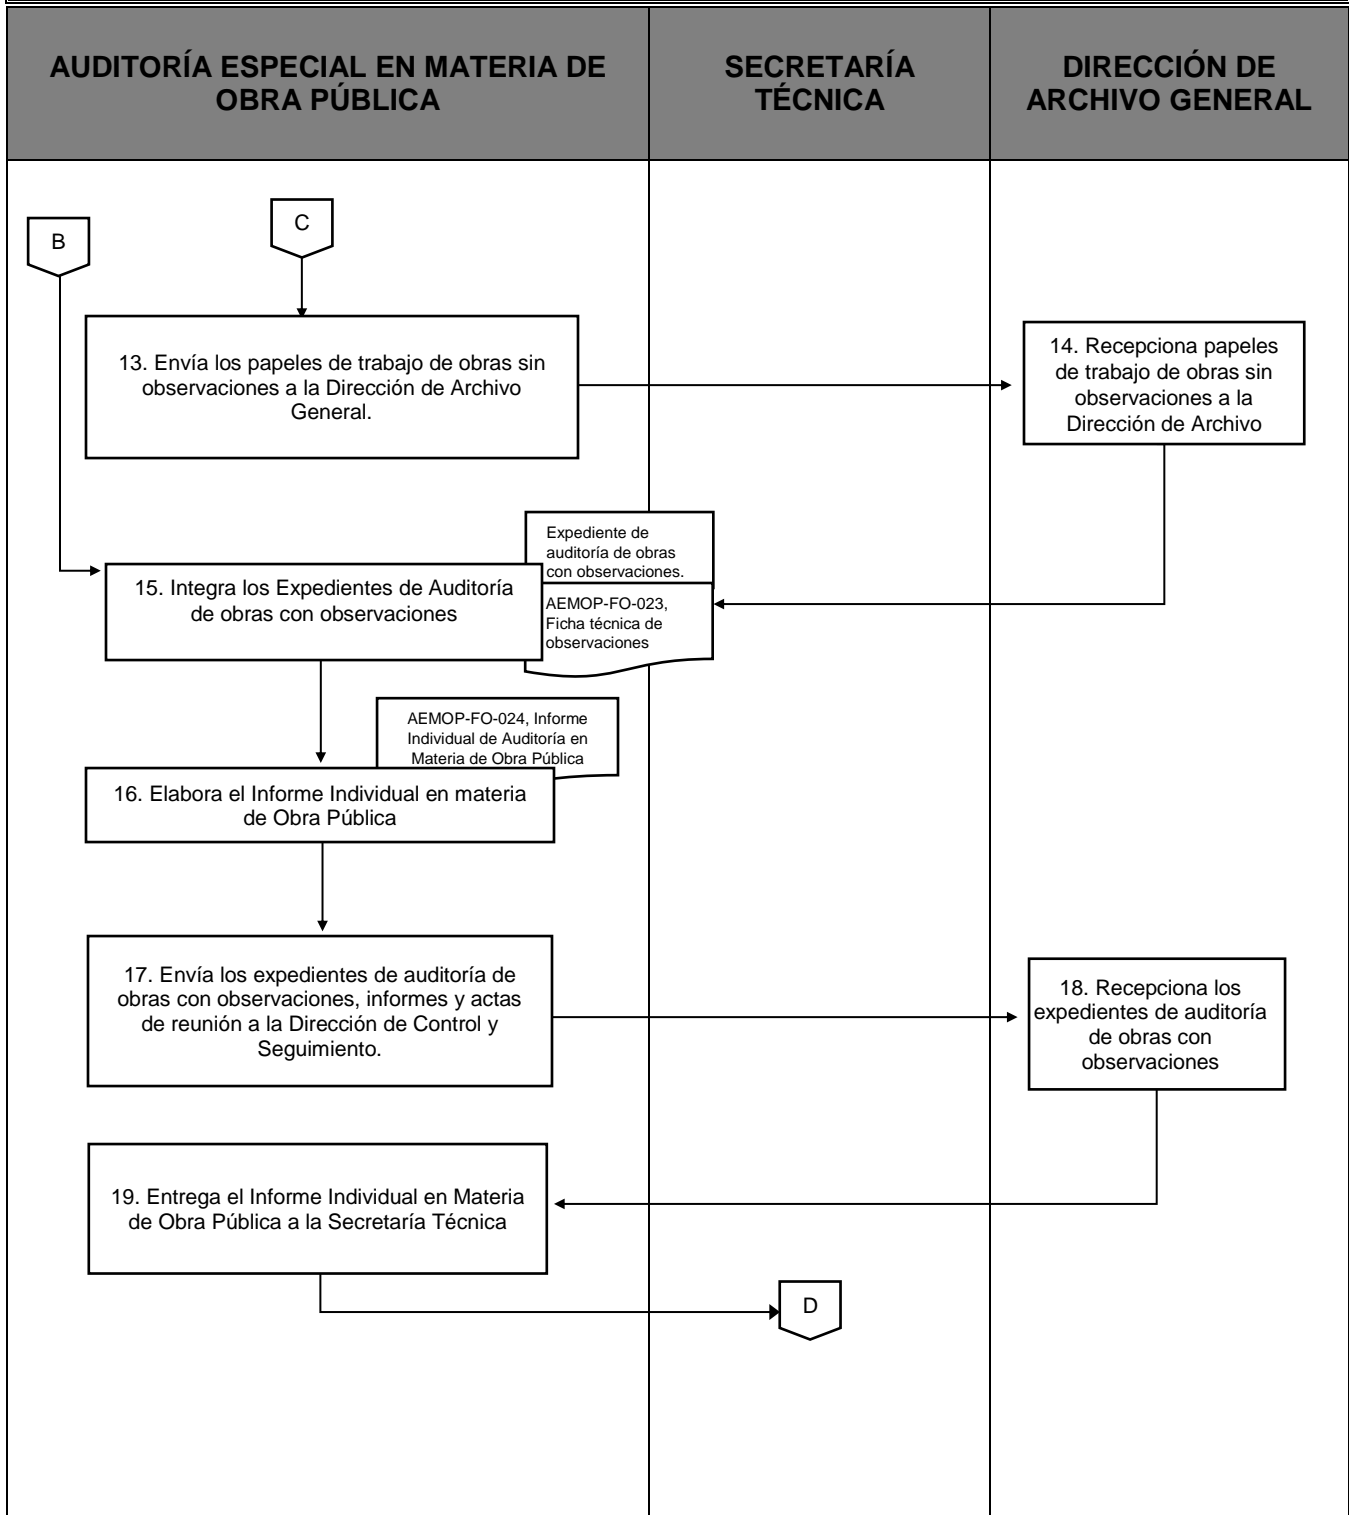 AUDITORÍA ESPECIAL EN MATERIA DE
OBRA PÚBLICA
SECRETARÍA
TÉCNICA
DIRECCIÓN DE
ARCHIVO GENERAL
B
C
13. Envía los papeles de trabajo de obras sin
observaciones a la Dirección de Archivo
General.
14. Recepciona papeles
de trabajo de obras sin
observaciones a la
Dirección de Archivo
Expediente de
auditoría de obras
con observaciones.
15. Integra los Expedientes de Auditoría
de obras con observaciones
AEMOP-FO-023,
Ficha técnica de
observaciones
AEMOP-FO-024, Informe
Individual de Auditoría en
Materia de Obra Pública
16. Elabora el Informe Individual en materia
de Obra Pública
17. Envía los expedientes de auditoría de
obras con observaciones, informes y actas
de reunión a la Dirección de Control y
Seguimiento.
18. Recepciona los
expedientes de auditoría
de obras con
observaciones
19. Entrega el Informe Individual en Materia
de Obra Pública a la Secretaría Técnica
D